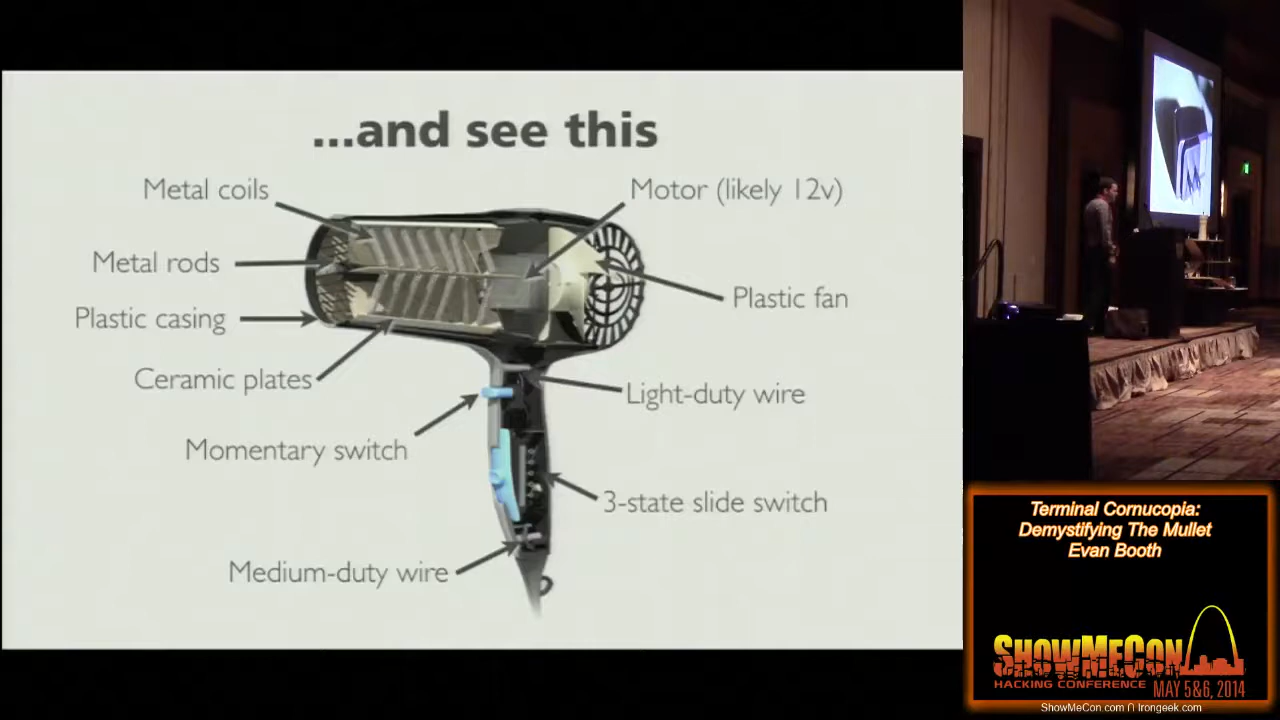 ...and see this
Metal coils
Motor (likely 12v)
Metal rods
Plastic fan
Plastic casing
Ceramic plates
Light-duty wire
Momentary switch
3-state slide switch
Medium-duty wire
Terminal Cornucopia:
Demystifying The Mullet
Evan Booth
ShowMeCon
HACKING CONFERENCE
MAY 5&6, 2014
ShowMeCon.com ∩ Irongeek.com